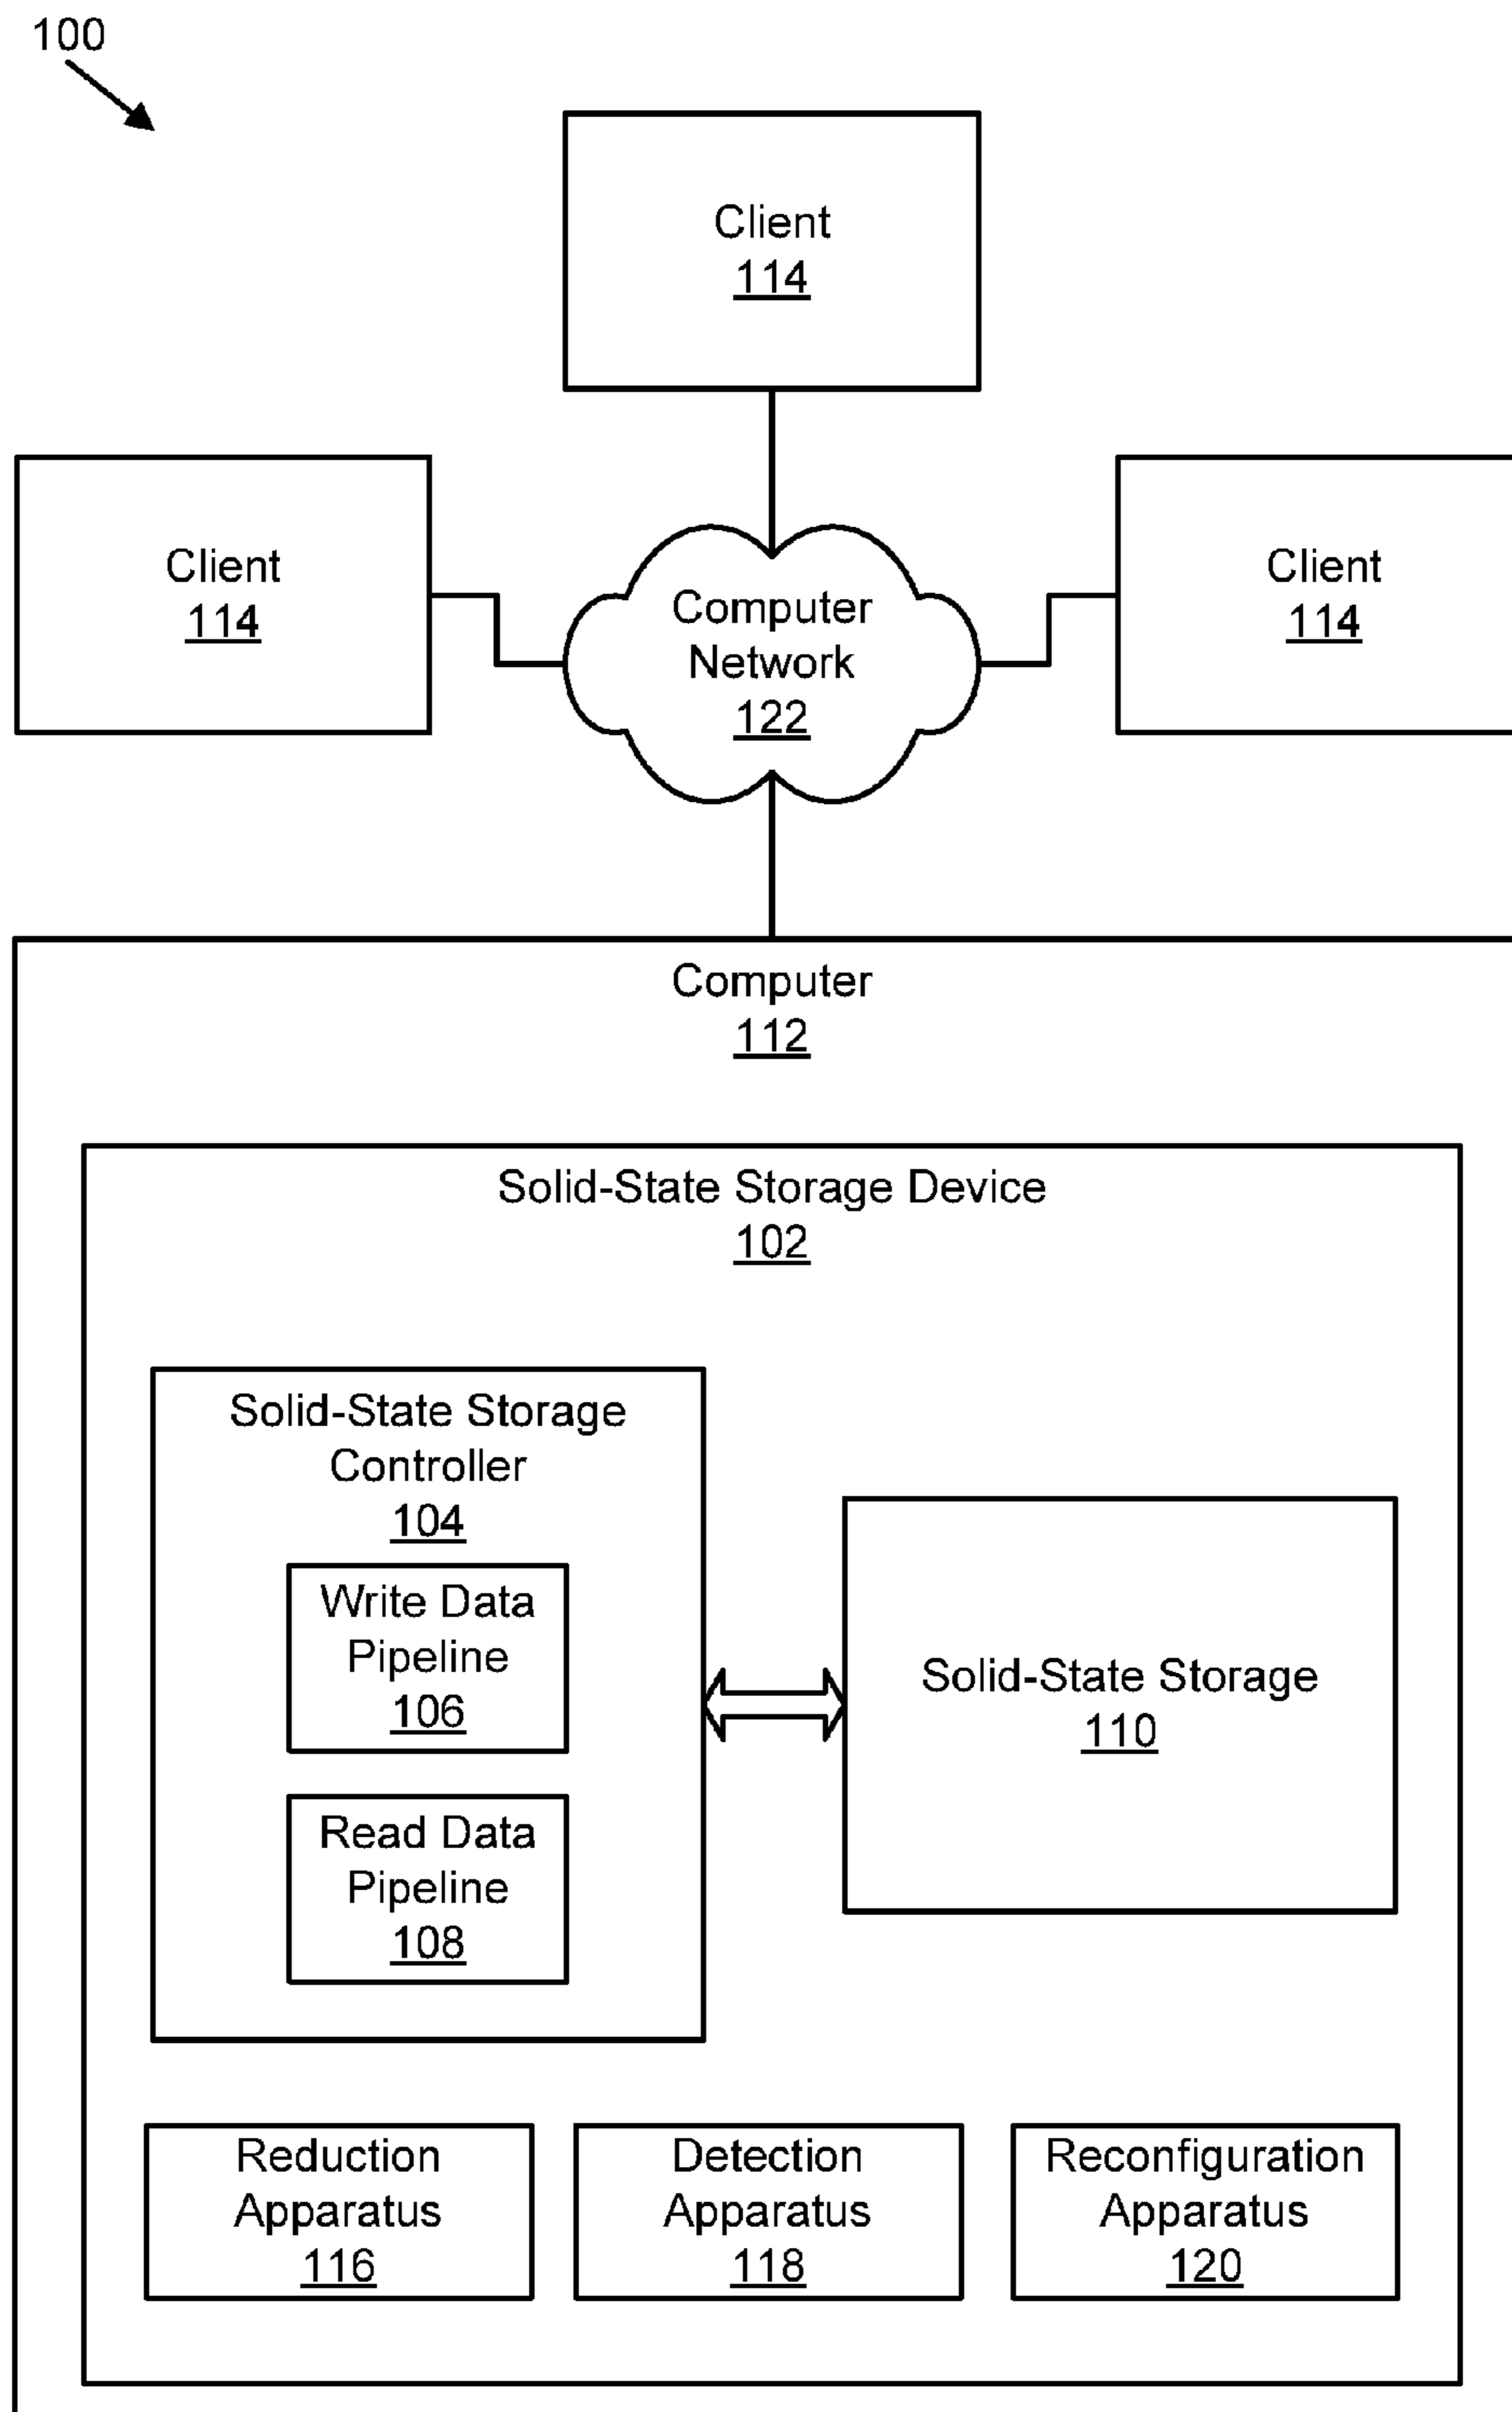 100
Client
114
Client
114
Client
114
Computer
Network
122
Computer
112
Solid-State Storage Device
102
Solid-State Storage
Controller
104
Write Data
Pipeline
106
Read Data
Pipeline
108
Solid-State Storage
110
Reduction
Apparatus
116
Detection
Apparatus
118
Reconfiguration
Apparatus
120